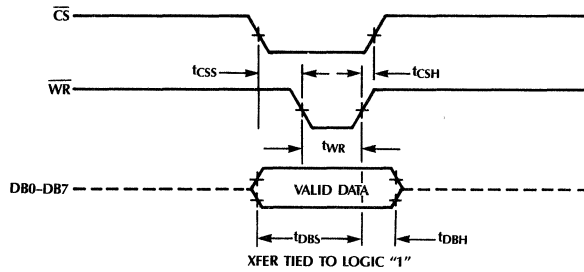 CS
tCSS
tCSH
WR
tWR
DB0–DB7
VALID DATA
tDBS
tDBH
XFER TIED TO LOGIC “1”